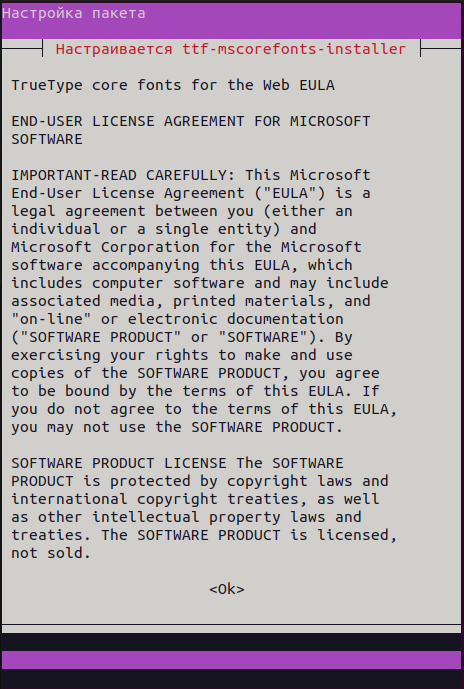 Настройка пакета
Настраивается ttf-mscorefonts-installer
TrueType core fonts for the Web EULA
END-USER LICENSE AGREEMENT FOR MICROSOFT
SOFTWARE
IMPORTANT-READ CAREFULLY: This Microsoft
End-User License Agreement ("EULA") is a
legal agreement between you (either an
individual or a single entity) and
Microsoft Corporation for the Microsoft
software accompanying this EULA, which
includes computer software and may include
associated media, printed materials, and
"on-line" or electronic documentation
("SOFTWARE PRODUCT" or "SOFTWARE"). By
exercising your rights to make and use
copies of the SOFTWARE PRODUCT, you agree
to be bound by the terms of this EULA. If
you do not agree to the terms of this EULA,
you may not use the SOFTWARE PRODUCT.
SOFTWARE PRODUCT LICENSE The SOFTWARE
PRODUCT is protected by copyright laws and
international copyright treaties, as well
as other intellectual property laws and
treaties. The SOFTWARE PRODUCT is licensed,
not sold.
<Ok>